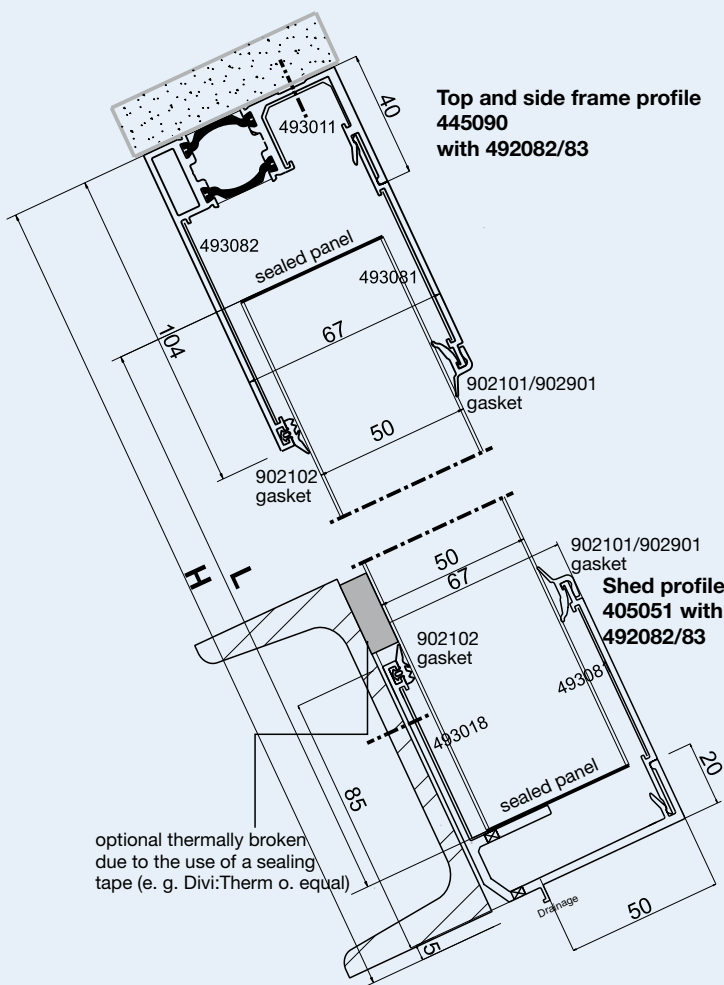 Top and side frame profile
445090
with 492082/83
40
493011
493082
sealed panel
493081
67
104
902101/902901
gasket
50
902102
gasket
H
L
50
67
902101/902901
gasket
Shed profile
405051 with
492082/83
902102
gasket
493081
493018
85
sealed panel
20
optional thermally broken
due to the use of a sealing
tape (e. g. Divi:Therm o. equal)
Drainage
50
5